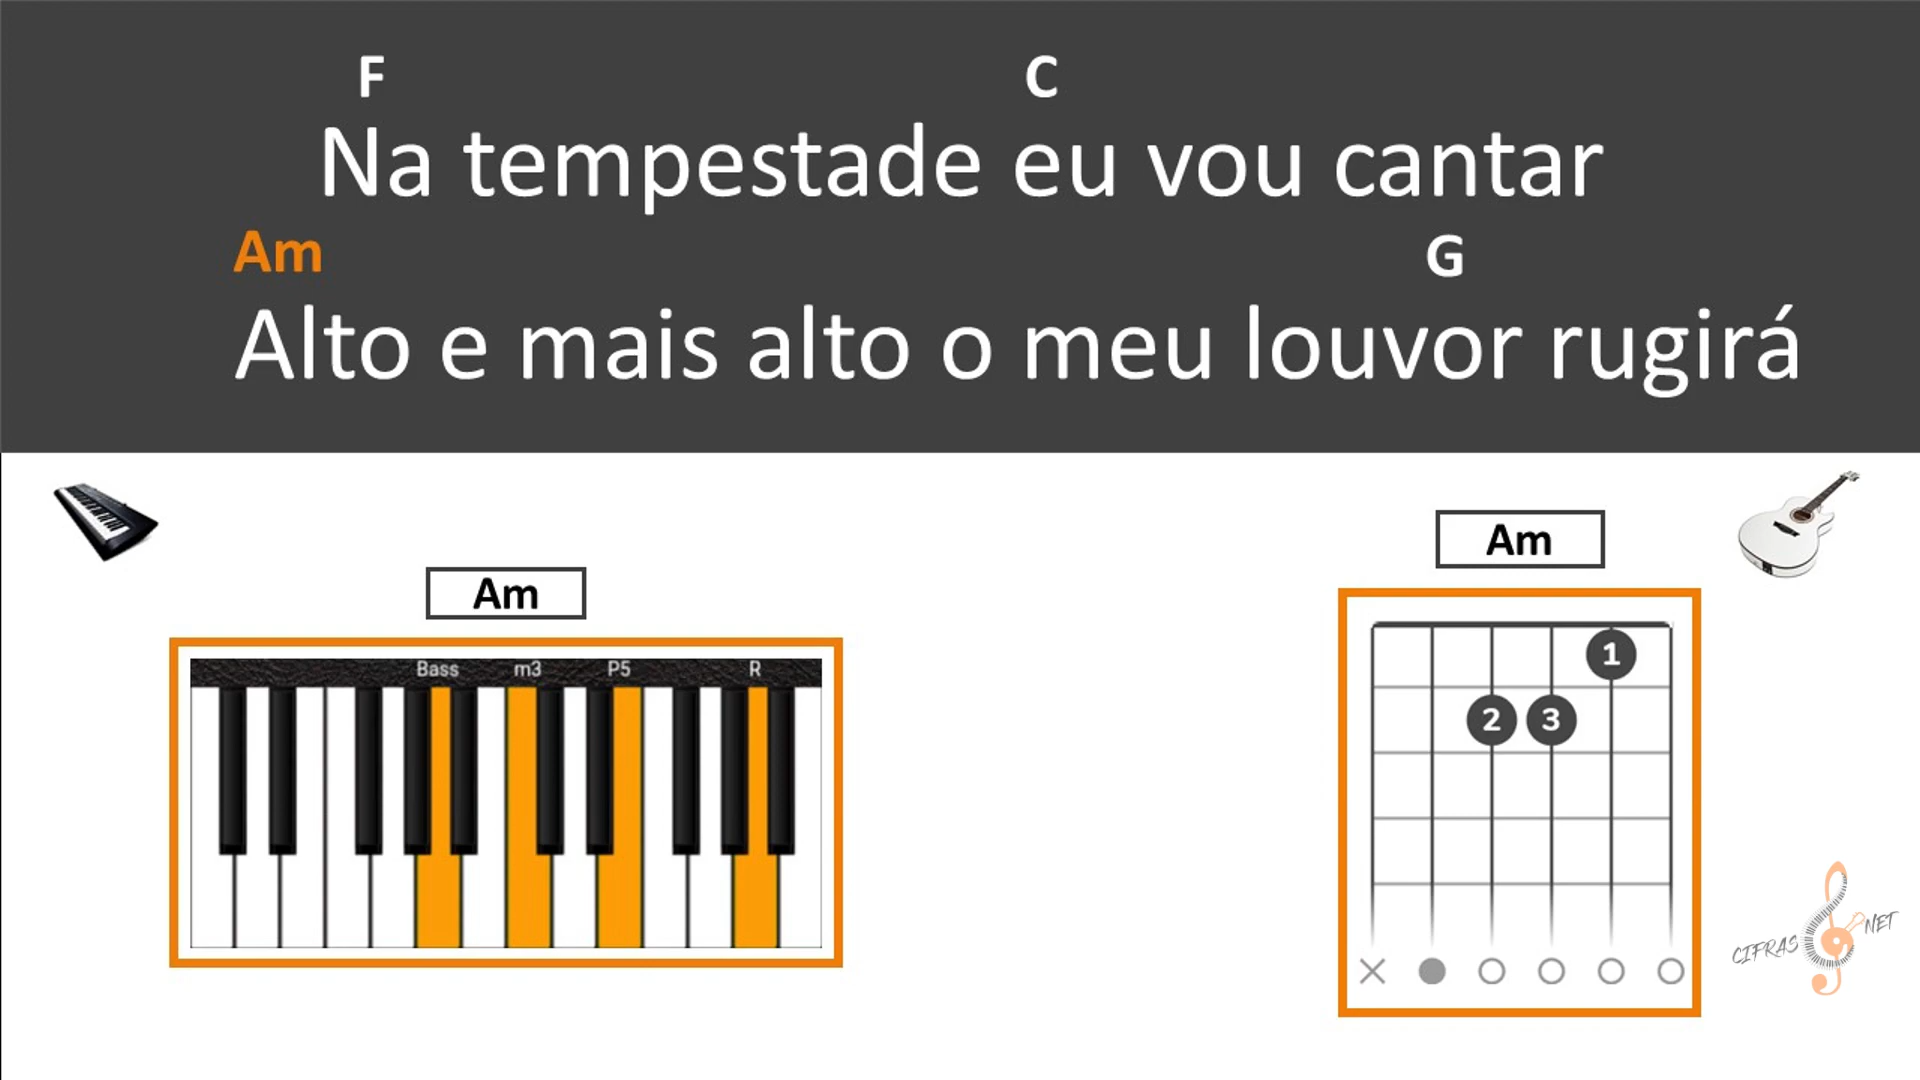 F C
Na tempestade eu vou cantar
Am G
Alto e mais alto o meu louvor rugirá
Am
Am
Bass m3 P5 R
1
2 3
CIFRAS NET